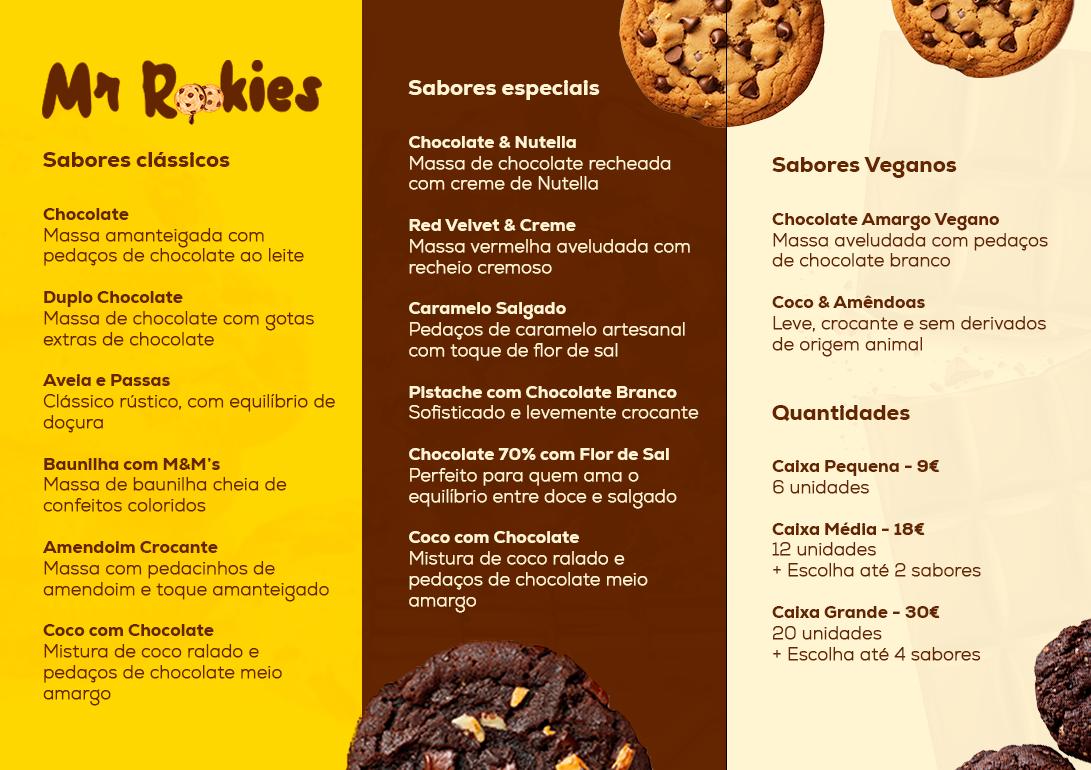 Mr Rookies
Sabores clássicos
Chocolate
Massa amanteigada com
pedaços de chocolate ao leite
Duplo Chocolate
Massa de chocolate com gotas
extras de chocolate
Aveia e Passas
Clássico rústico, com equilíbrio de
doçura
Baunilha com M&M's
Massa de baunilha cheia de
confeitos coloridos
Amendoim Crocante
Massa com pedacinhos de
amendoim e toque amanteigado
Coco com Chocolate
Mistura de coco ralado e
pedaços de chocolate meio
amargo
Sabores especiais
Chocolate & Nutella
Massa de chocolate recheada
com creme de Nutella
Red Velvet & Creme
Massa vermelha aveludada com
recheio cremoso
Caramelo Salgado
Pedaços de caramelo artesanal
com toque de flor de sal
Pistache com Chocolate Branco
Sofisticado e levemente crocante
Chocolate 70% com Flor de Sal
Perfeito para quem ama o
equilíbrio entre doce e salgado
Coco com Chocolate
Mistura de coco ralado e
pedaços de chocolate meio
amargo
Sabores Veganos
Chocolate Amargo Vegano
Massa aveludada com pedaços
de chocolate branco
Coco & Amêndoas
Leve, crocante e sem derivados
de origem animal
Quantidades
Caixa Pequena - 9€
6 unidades
Caixa Média - 18€
12 unidades
+ Escolha até 2 sabores
Caixa Grande - 30€
20 unidades
+ Escolha até 4 sabores